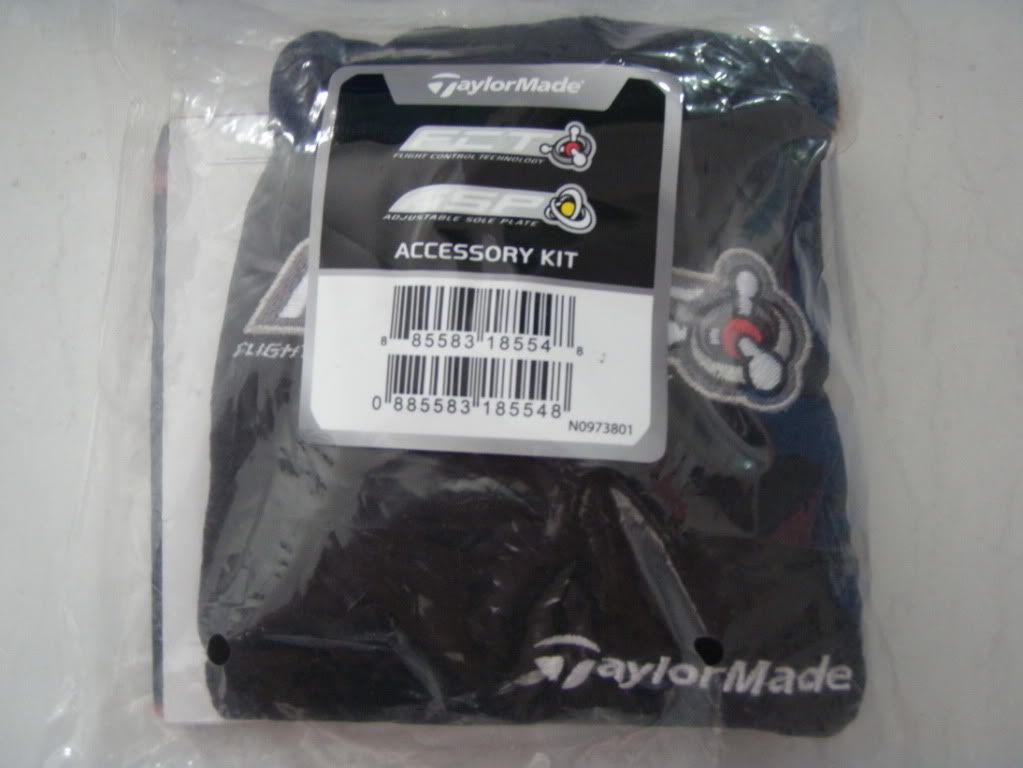 TaylorMade
FCT
FLIGHT CONTROL TECHNOLOGY
ASP
ADJUSTABLE SOLE PLATE
ACCESSORY KIT
8 85583 18554 8
0 885583 185548
N0973801
FLIGHT
TaylorMade